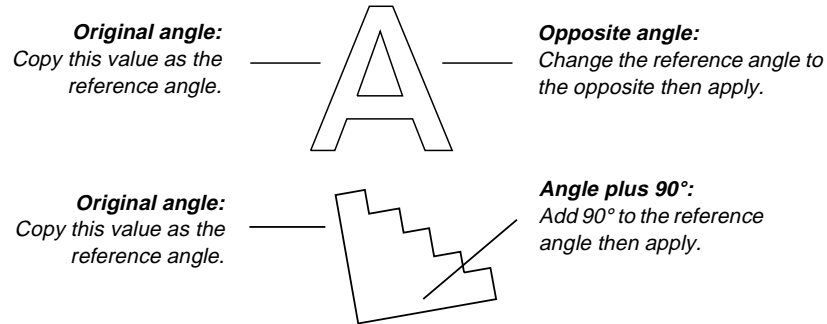 Original angle:
Copy this value as the
reference angle.
A
Opposite angle:
Change the reference angle to
the opposite then apply.
Original angle:
Copy this value as the
reference angle.
Angle plus 90°:
Add 90° to the reference
angle then apply.